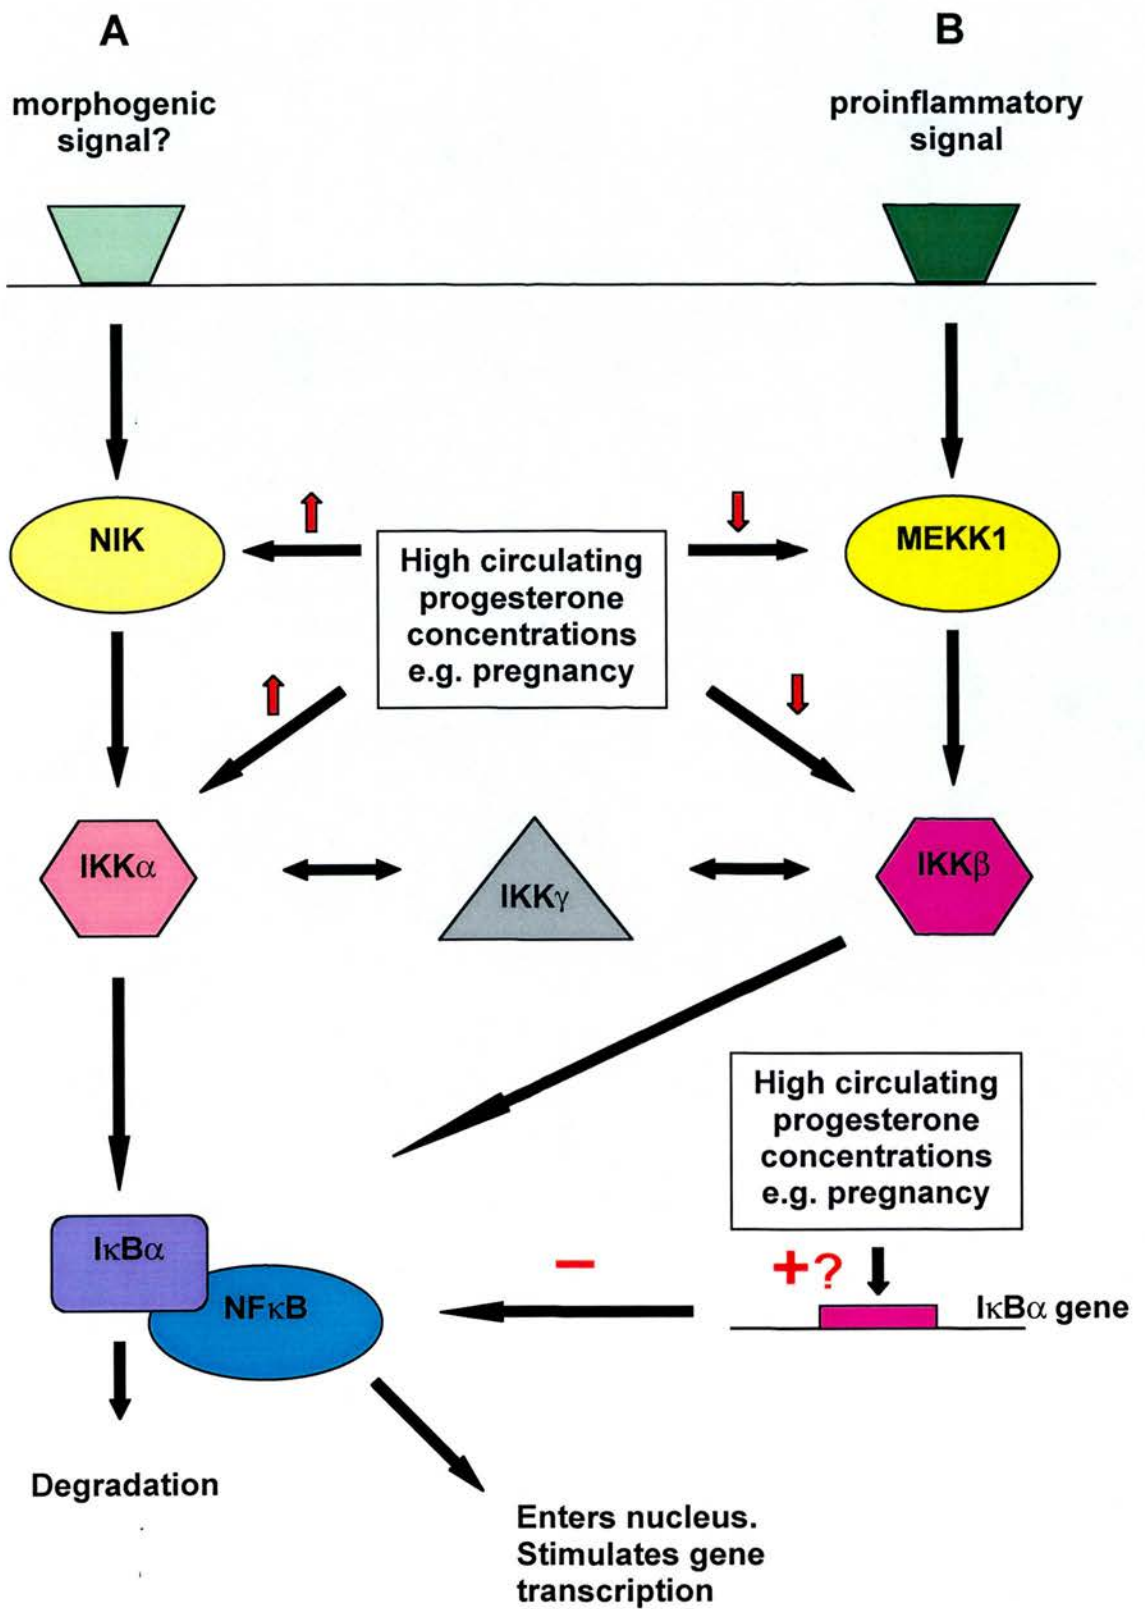 A
B
morphogenic
signal?
proinflammatory
signal
NIK
High circulating
progesterone
concentrations
e.g. pregnancy
MEKK1
IKKα
IKKγ
IKKβ
High circulating
progesterone
concentrations
e.g. pregnancy
IκBα
NFκB
−
+?
IκBα gene
Degradation
Enters nucleus.
Stimulates gene
transcription